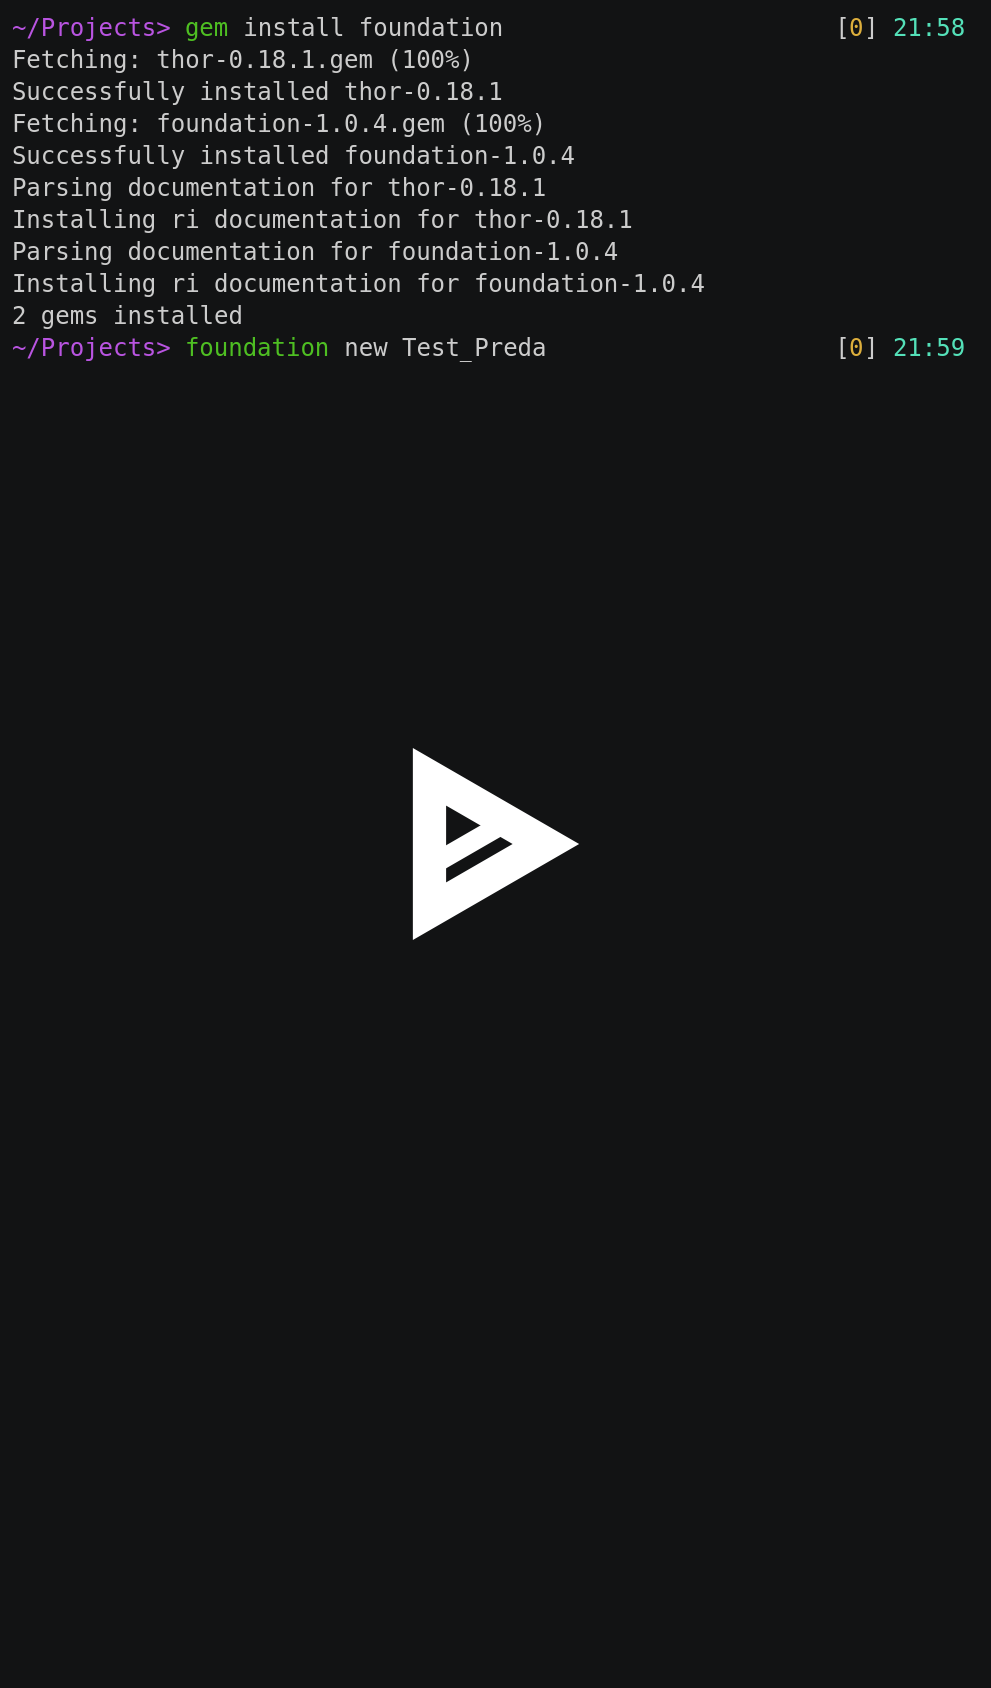 ~/Projects> gem install foundation [0] 21:58
Fetching: thor-0.18.1.gem (100%)
Successfully installed thor-0.18.1
Fetching: foundation-1.0.4.gem (100%)
Successfully installed foundation-1.0.4
Parsing documentation for thor-0.18.1
Installing ri documentation for thor-0.18.1
Parsing documentation for foundation-1.0.4
Installing ri documentation for foundation-1.0.4
2 gems installed
~/Projects> foundation new Test_Preda [0] 21:59